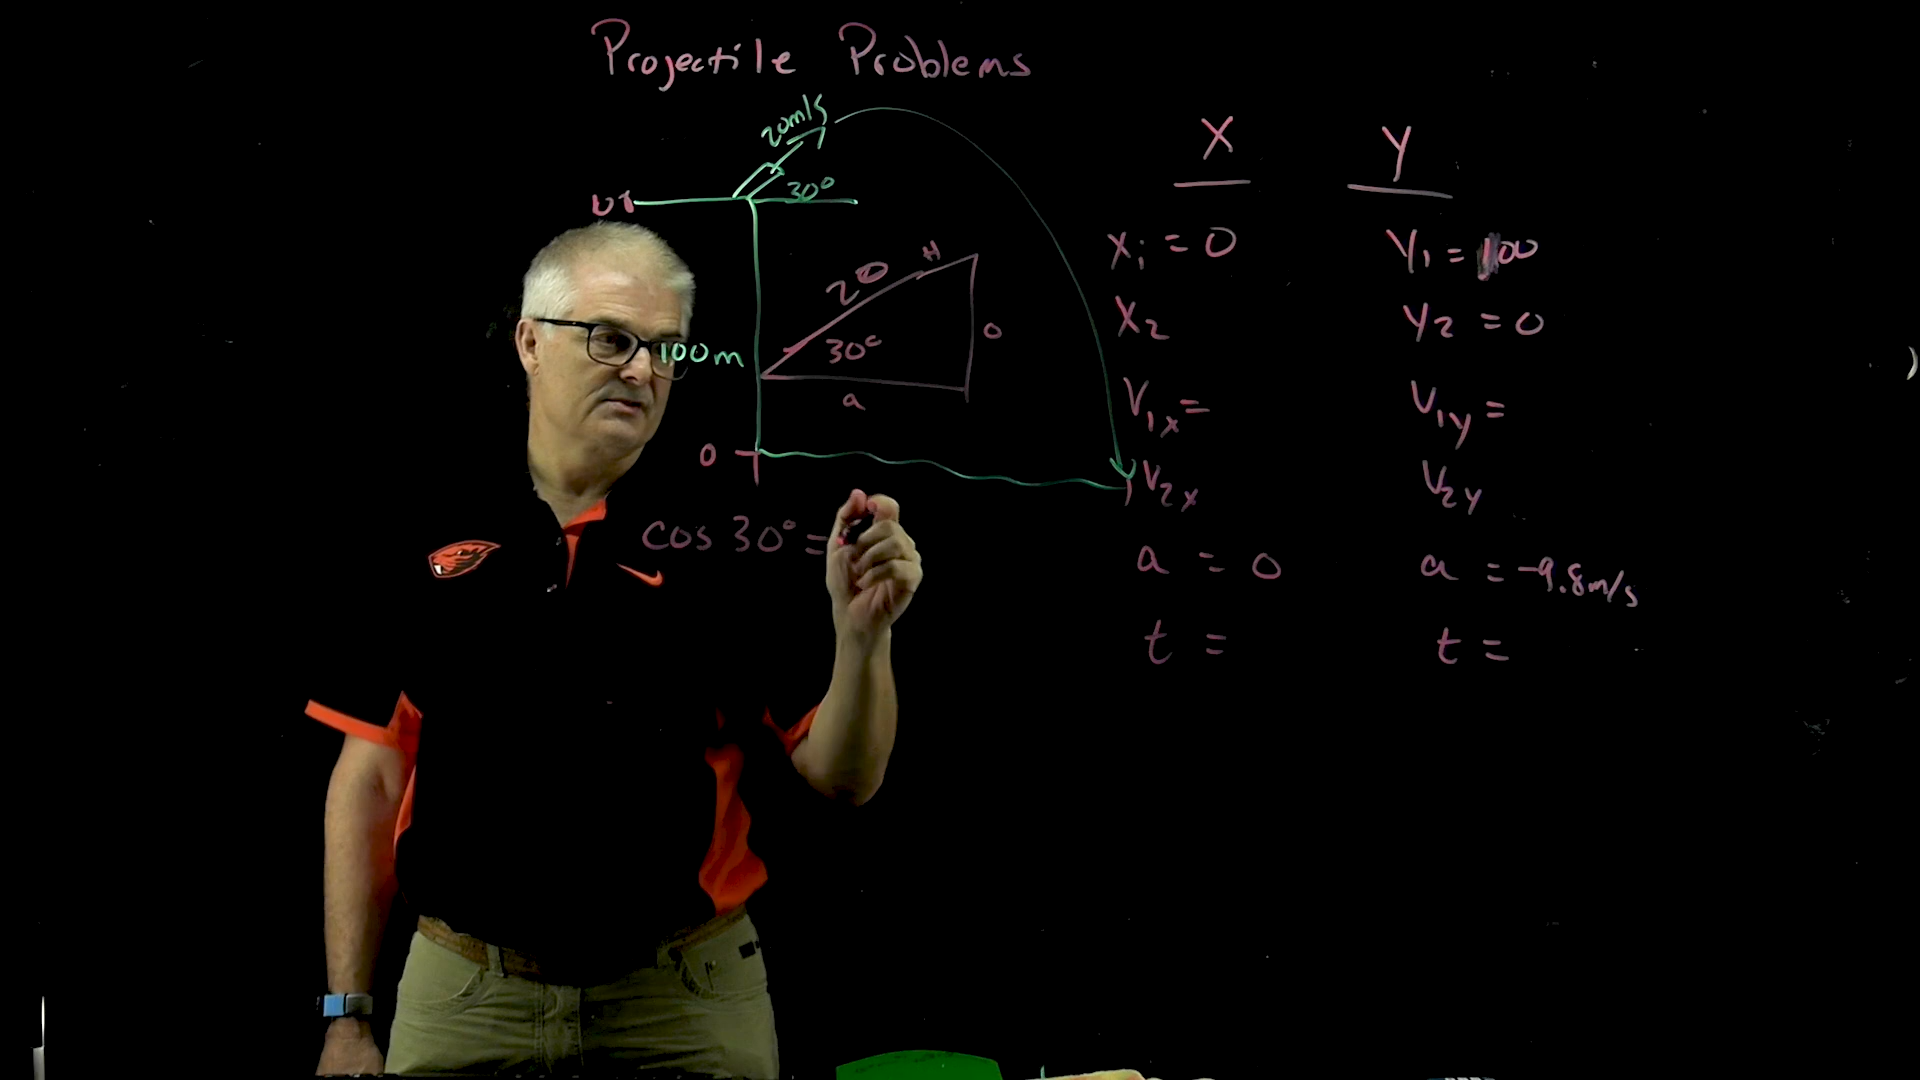 Projectile Problems
20m/s
30°
X Y
xi = 0 Y1 = 100
H
20
X2 Y2 = 0
30°
o
100m
a
V1x= V1y =
0
V2x V2y
cos 30° =
a = 0 a = -9.8m/s
t = t =